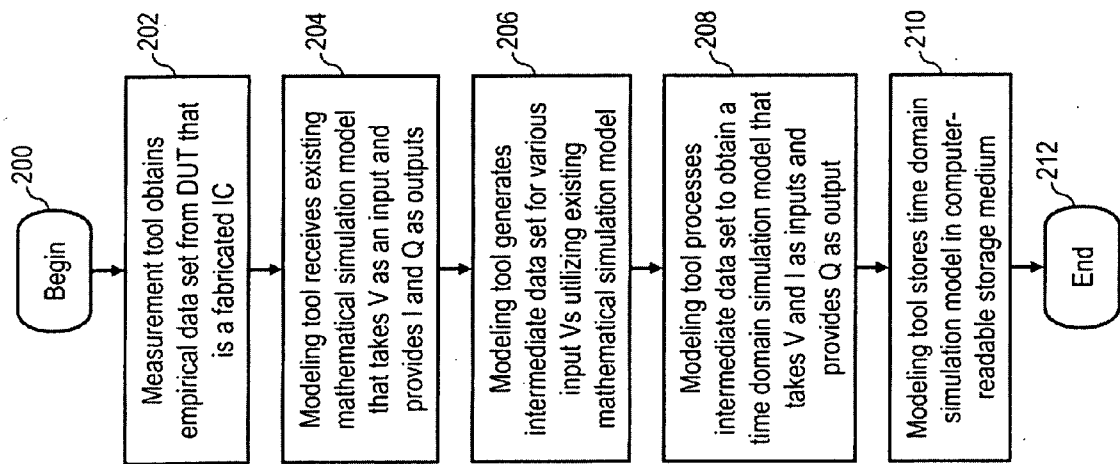 200
Begin
202
Measurement tool obtains
empirical data set from DUT that
is a fabricated IC
204
Modeling tool receives existing
mathematical simulation model
that takes V as an input and
provides I and Q as outputs
206
Modeling tool generates
intermediate data set for various
input Vs utilizing existing
mathematical simulation model
208
Modeling tool processes
intermediate data set to obtain a
time domain simulation model that
takes V and I as inputs and
provides Q as output
210
Modeling tool stores time domain
simulation model in computer-
readable storage medium
212
End